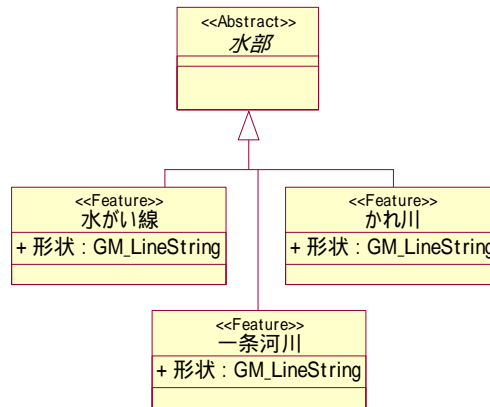 <<Abstract>>
水部
<<Feature>>
水がい線
+ 形状 : GM_LineString
<<Feature>>
かれ川
+ 形状 : GM_LineString
<<Feature>>
一条河川
+ 形状 : GM_LineString